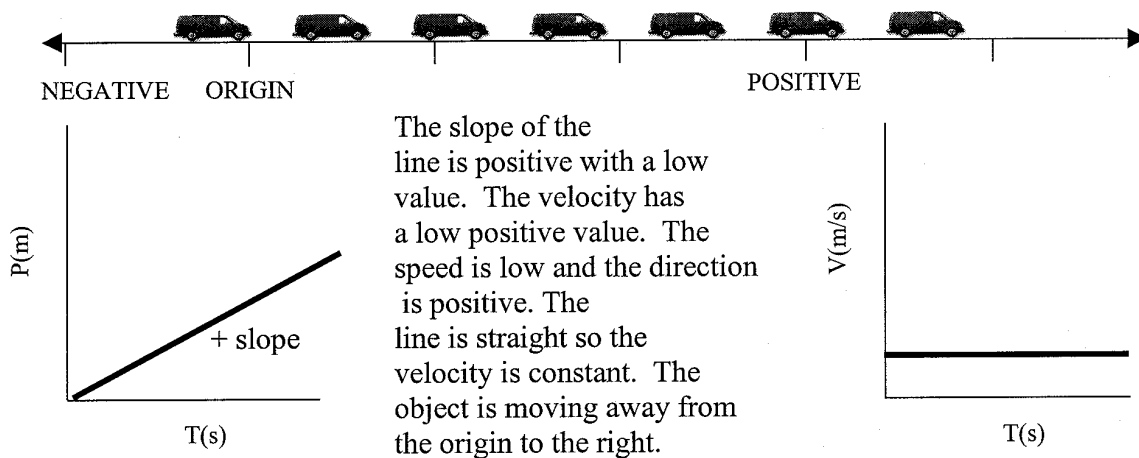 NEGATIVE ORIGIN POSITIVE
The slope of the
line is positive with a low
value. The velocity has
a low positive value. The
speed is low and the direction
is positive. The
line is straight so the
velocity is constant. The
object is moving away from
the origin to the right.
P(m)
+ slope
T(s)
V(m/s)
T(s)